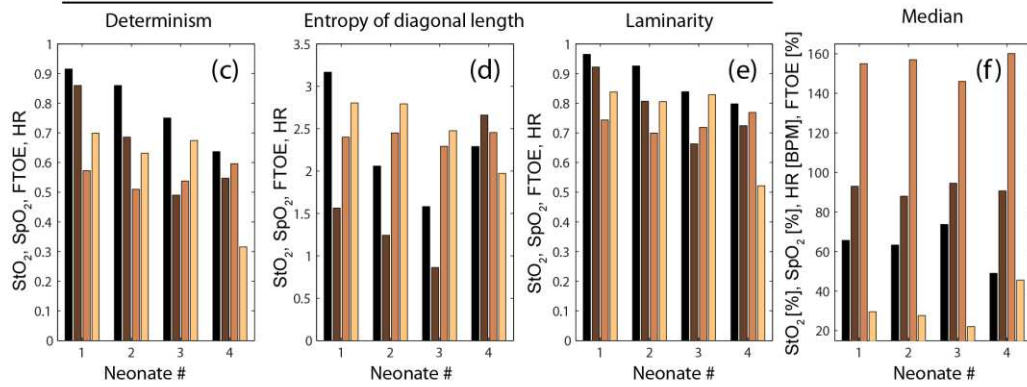 Determinism
Entropy of diagonal length
Laminarity
Median
(c)
(d)
(e)
(f)
StO2, SpO2, FTOE, HR
1
0.9
0.8
0.7
0.6
0.5
0.4
0.3
0.2
0.1
0
1 2 3 4
Neonate #
StO2, SpO2, FTOE, HR
3.5
3
2.5
2
1.5
1
0.5
0
1 2 3 4
Neonate #
StO2, SpO2, FTOE, HR
1
0.9
0.8
0.7
0.6
0.5
0.4
0.3
0.2
0.1
0
1 2 3 4
Neonate #
StO2 [%], SpO2 [%], HR [BPM], FTOE [%]
160
140
120
100
80
60
40
20
1 2 3 4
Neonate #